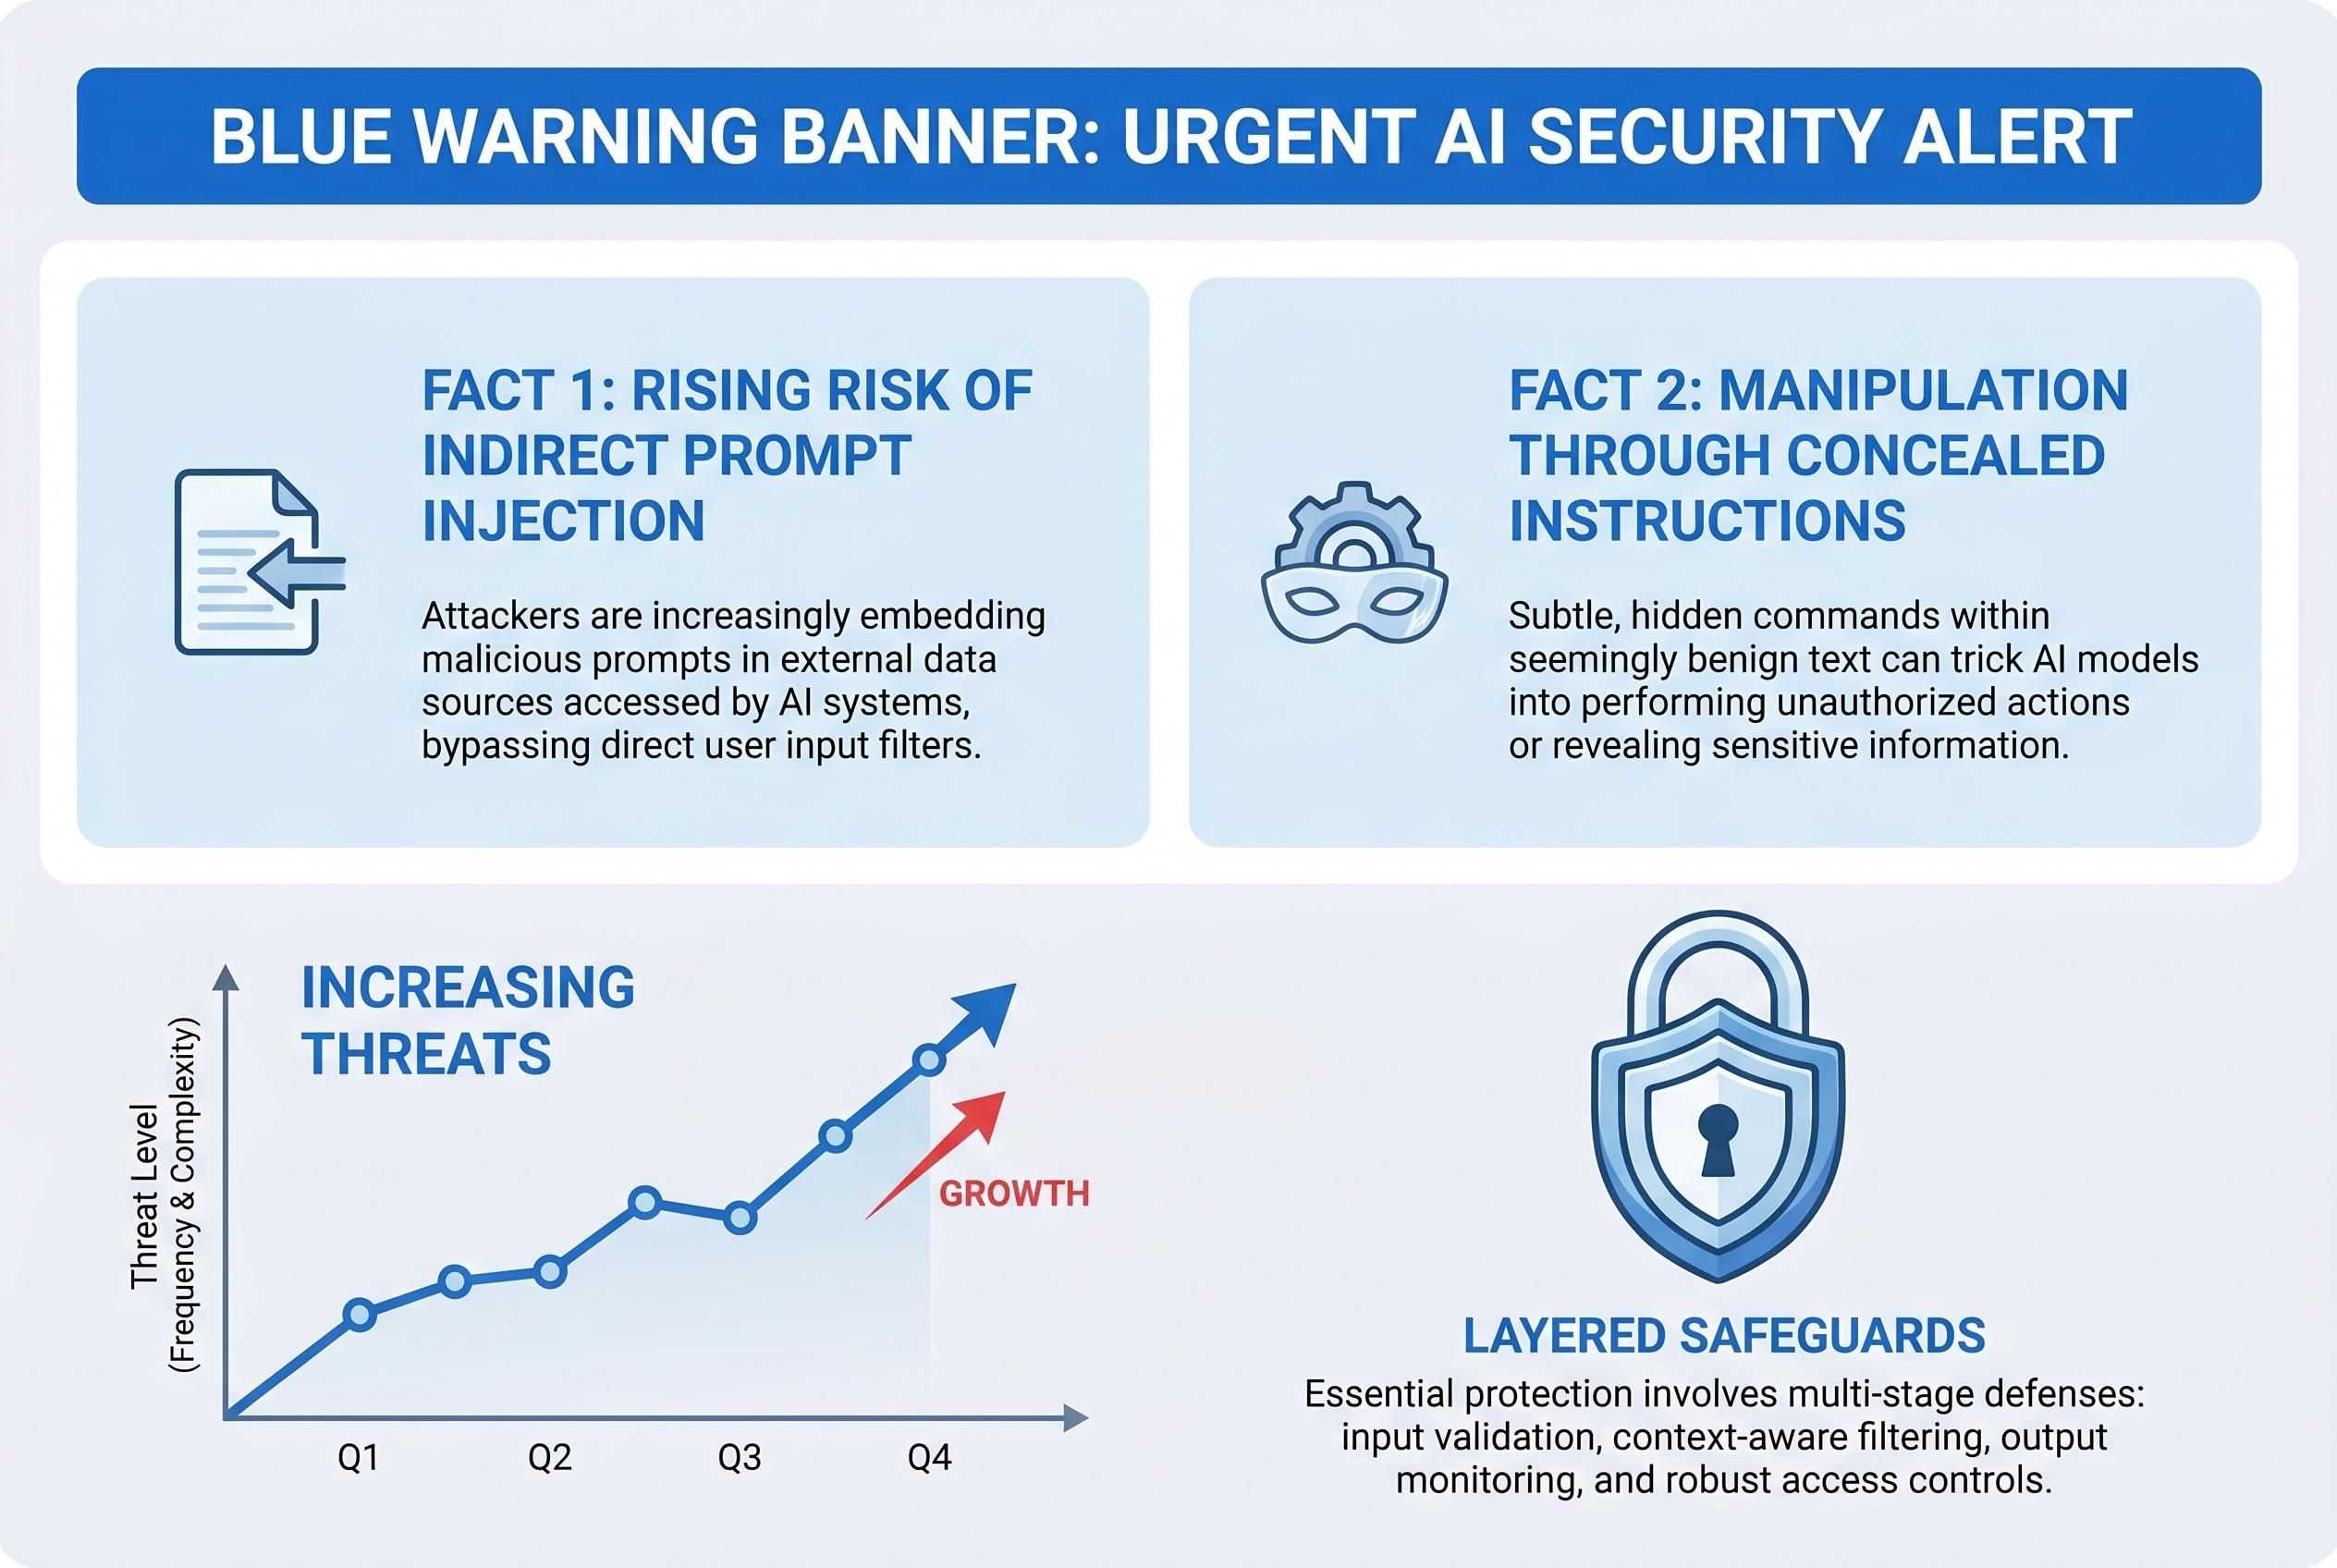 BLUE WARNING BANNER: URGENT AI SECURITY ALERT
FACT 1: RISING RISK OF
INDIRECT PROMPT
INJECTION
Attackers are increasingly embedding
malicious prompts in external data
sources accessed by AI systems,
bypassing direct user input filters.
FACT 2: MANIPULATION
THROUGH CONCEALED
INSTRUCTIONS
Subtle, hidden commands within
seemingly benign text can trick AI models
into performing unauthorized actions
or revealing sensitive information.
INCREASING
THREATS
Threat Level
(Frequency & Complexity)
GROWTH
Q1 Q2 Q3 Q4
LAYERED SAFEGUARDS
Essential protection involves multi-stage defenses:
input validation, context-aware filtering, output
monitoring, and robust access controls.